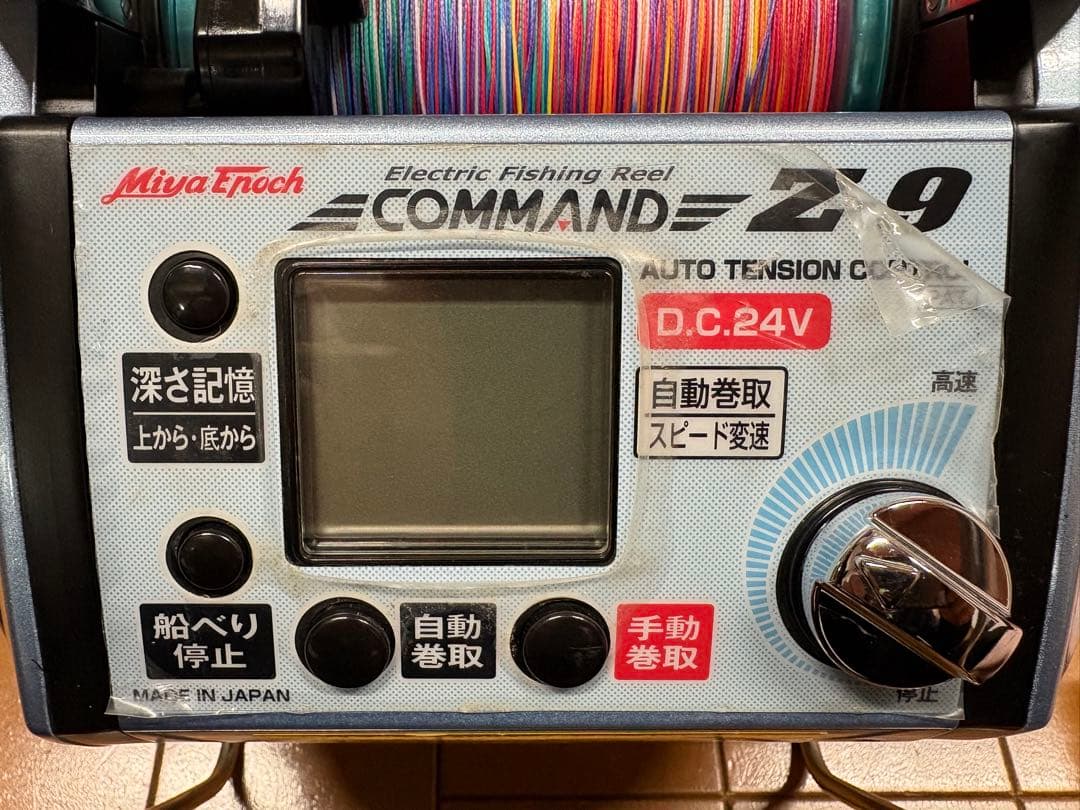 Miya Epoch
Electric Fishing Reel
COMMAND Z-9
AUTO TENSION CONTROL
D.C.24V
深さ記憶
上から・底から
自動巻取
スピード変速
高速
船べり
停止
自動
巻取
手動
巻取
停止
MADE IN JAPAN